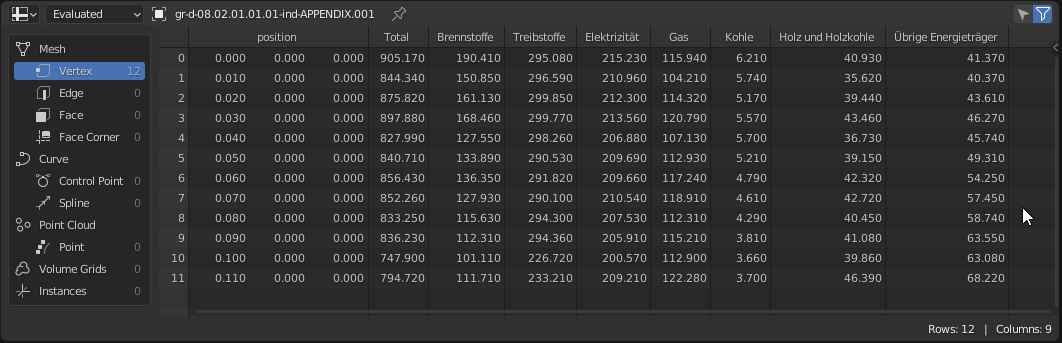 Evaluated gr-d-08.02.01.01.01-ind-APPENDIX.001
Mesh
Vertex 12
Edge 0
Face 0
Face Corner 0
Curve
Control Point 0
Spline 0
Point Cloud
Point 0
Volume Grids 0
Instances 0
position Total Brennstoffe Treibstoffe Elektrizität Gas Kohle Holz und Holzkohle Übrige Energieträger
0 0.000 0.000 0.000 905.170 190.410 295.080 215.230 115.940 6.210 40.930 41.370
1 0.010 0.000 0.000 844.340 150.850 296.590 210.960 104.210 5.740 35.620 40.370
2 0.020 0.000 0.000 875.820 161.130 299.850 212.300 114.320 5.170 39.440 43.610
3 0.030 0.000 0.000 897.880 168.460 299.770 213.560 120.790 5.570 43.460 46.270
4 0.040 0.000 0.000 827.990 127.550 298.260 206.880 107.130 5.700 36.730 45.740
5 0.050 0.000 0.000 840.710 133.890 290.530 209.690 112.930 5.210 39.150 49.310
6 0.060 0.000 0.000 856.430 136.350 291.820 209.660 117.240 4.790 42.320 54.250
7 0.070 0.000 0.000 852.260 127.930 290.100 210.540 118.910 4.610 42.720 57.450
8 0.080 0.000 0.000 833.250 115.630 294.300 207.530 112.310 4.290 40.450 58.740
9 0.090 0.000 0.000 836.230 112.310 294.360 205.910 115.210 3.810 41.080 63.550
10 0.100 0.000 0.000 747.900 101.110 226.720 200.570 112.900 3.660 39.860 63.080
11 0.110 0.000 0.000 794.720 111.710 233.210 209.210 122.280 3.700 46.390 68.220
Rows: 12 | Columns: 9